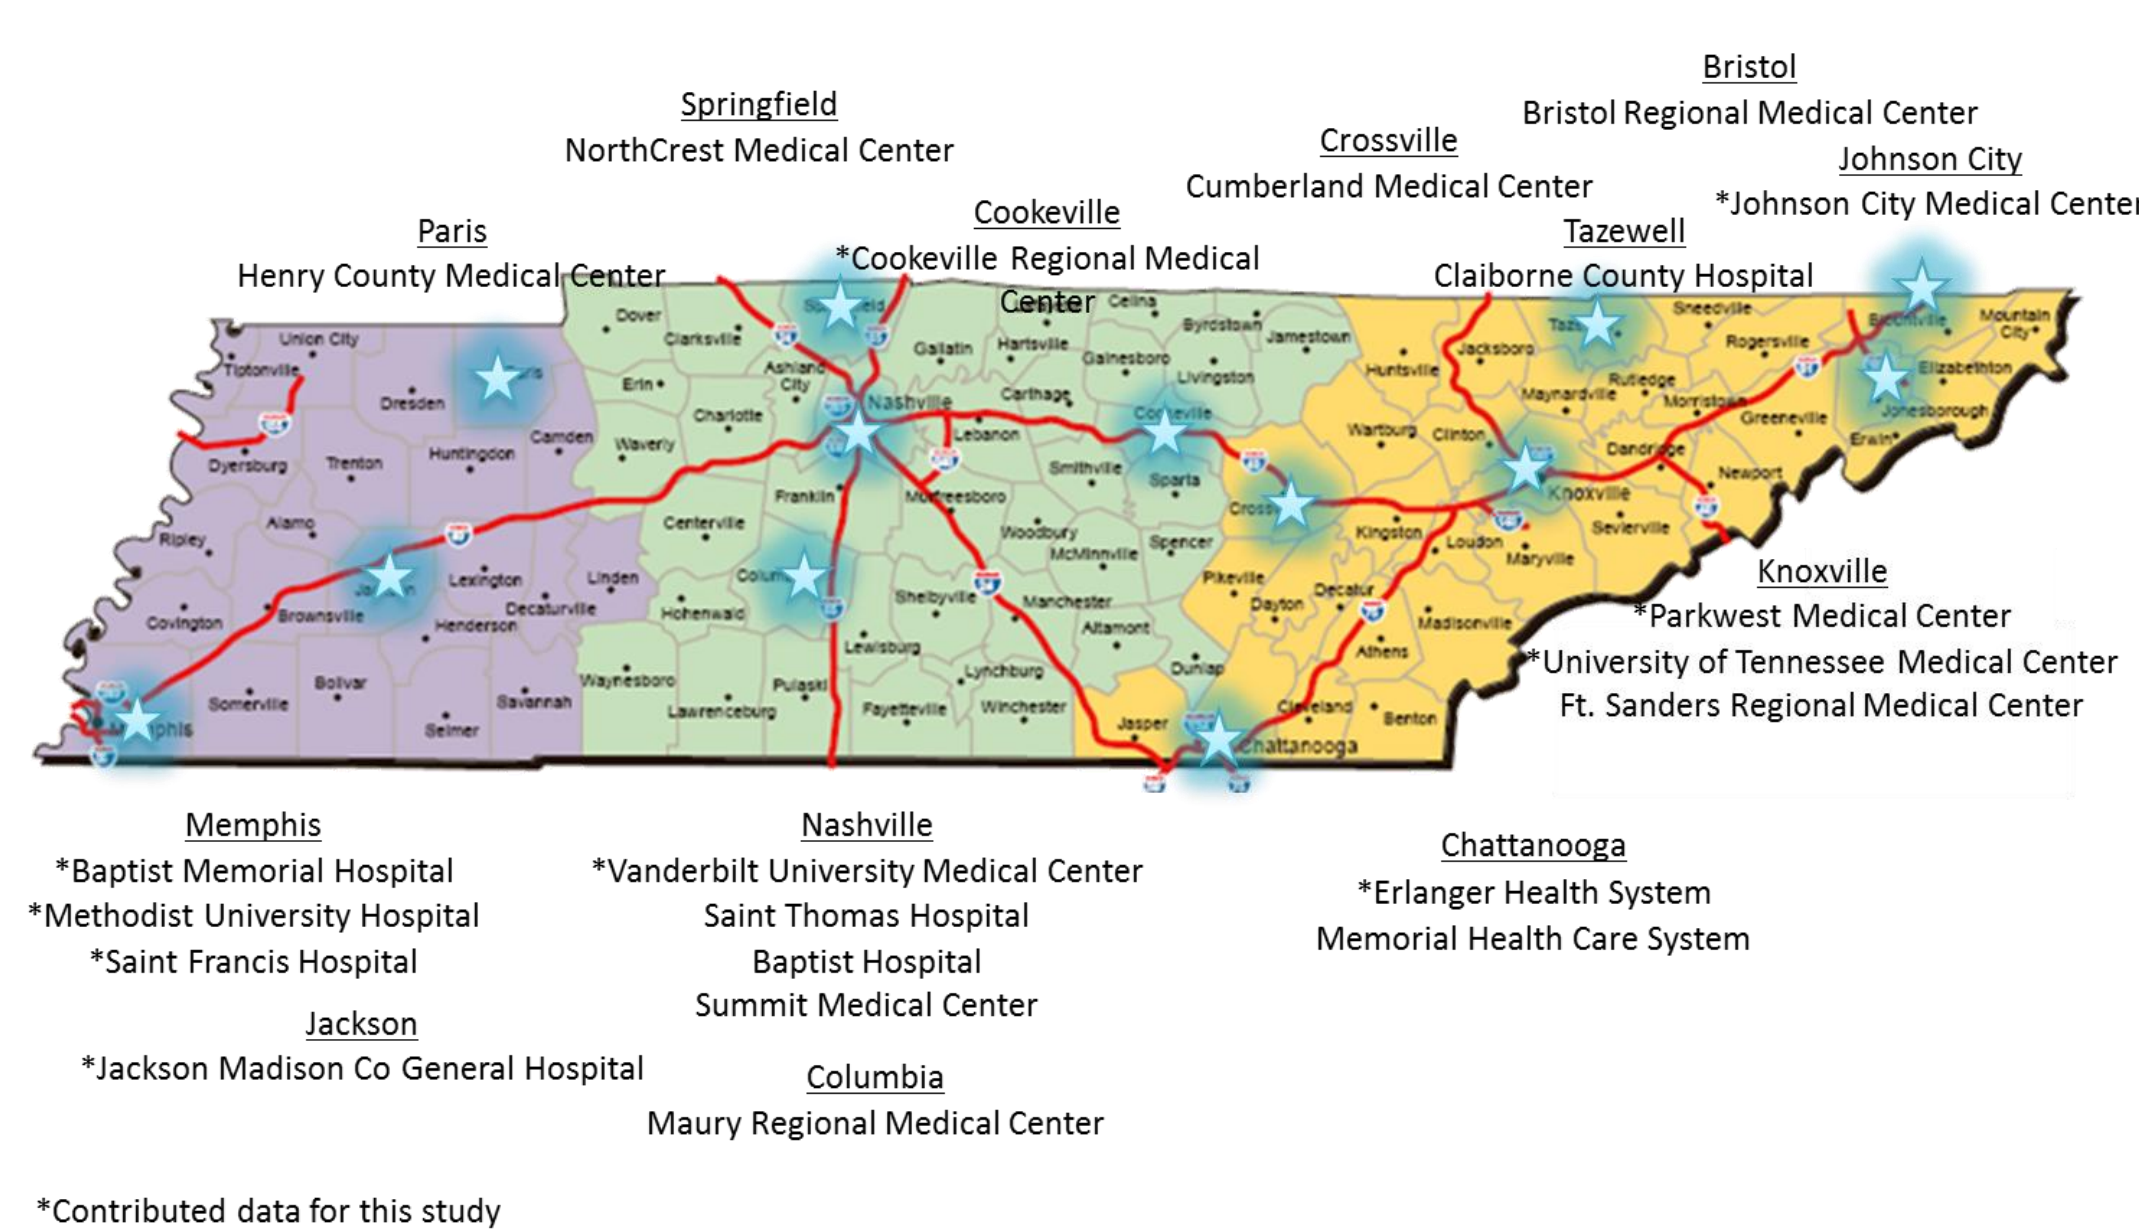 Bristol
Bristol Regional Medical Center
Springfield
NorthCrest Medical Center
Crossville
Cumberland Medical Center
Johnson City
*Johnson City Medical Center
Cookeville
*Cookeville Regional Medical
Center
Paris
Henry County Medical Center
Tazewell
Claiborne County Hospital
Union City
Tiptonville
Dresden
Paris
Camden
Huntingdon
Dyersburg
Trenton
Alamo
Ripley
Covington
Brownsville
Lexington
Linden
Decaturville
Henderson
Somerville
Bolivar
Selmer
Savannah
Dover
Clarksville
Ashland
City
Erin
Charlotte
Waverly
Nashville
Gallatin
Hartsville
Celina
Byrdstown
Jamestown
Gainesboro
Livingston
Carthage
Cookeville
Lebanon
Smithville
Sparta
Franklin
Murfreesboro
Centerville
Woodbury
McMinnville
Spencer
Hohenwald
Shelbyville
Manchester
Altamont
Lewisburg
Lynchburg
Dunlap
Waynesboro
Pulaski
Lawrenceburg
Fayetteville
Winchester
Jasper
Huntsville
Jacksboro
Sneedville
Rogersville
Blountville
Mountain
City
Elizabethton
Maynardville
Rutledge
Morristown
Greeneville
Jonesborough
Erwin
Wartburg
Clinton
Dandridge
Newport
Knoxville
Sevierville
Kingston
Loudon
Maryville
Pikeville
Dayton
Decatur
Madisonville
Athens
Cleveland
Benton
Chattanooga
Knoxville
*Parkwest Medical Center
*University of Tennessee Medical Center
Ft. Sanders Regional Medical Center
Memphis
*Baptist Memorial Hospital
*Methodist University Hospital
*Saint Francis Hospital
Jackson
*Jackson Madison Co General Hospital
Nashville
*Vanderbilt University Medical Center
Saint Thomas Hospital
Baptist Hospital
Summit Medical Center
Columbia
Maury Regional Medical Center
Chattanooga
*Erlanger Health System
Memorial Health Care System
*Contributed data for this study